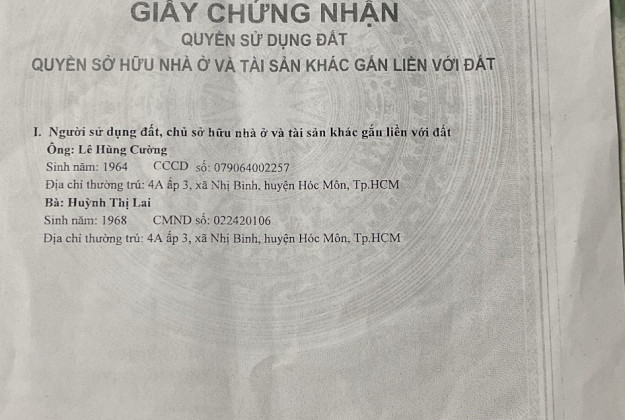 GIẤY CHỨNG NHẬN
QUYỀN SỬ DỤNG ĐẤT
QUYỀN SỞ HỮU NHÀ Ở VÀ TÀI SẢN KHÁC GẮN LIỀN VỚI ĐẤT
I. Người sử dụng đất, chủ sở hữu nhà ở và tài sản khác gắn liền với đất
Ông: Lê Hùng Cường
Sinh năm: 1964 CCCD số: 079064002257
Địa chỉ thường trú: 4A ấp 3, xã Nhị Bình, huyện Hóc Môn, Tp.HCM
Bà: Huỳnh Thị Lai
Sinh năm: 1968 CMND số: 022420106
Địa chỉ thường trú: 4A ấp 3, xã Nhị Bình, huyện Hóc Môn, Tp.HCM